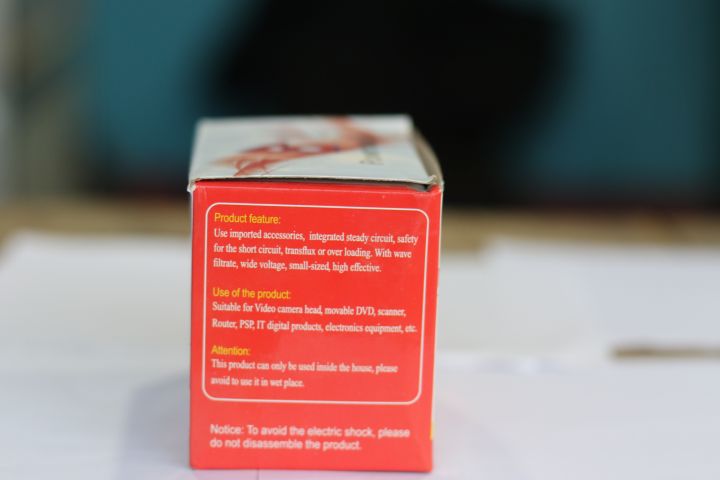 Product feature:
Use imported accessories, integrated steady circuit, safety
for the short circuit, transflux or over loading. With wave
filtrate, wide voltage, small-sized, high effective.
Use of the product:
Suitable for Video camera head, movable DVD, scanner,
Router, PSP, IT digital products, electronics equipment, etc.
Attention:
This product can only be used inside the house, please
avoid to use it in wet place.
Notice: To avoid the electric shock, please
do not disassemble the product.